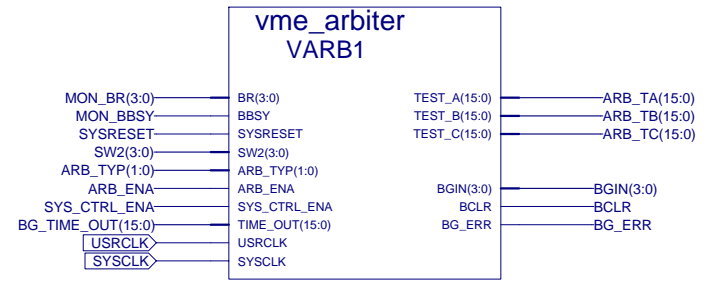 vme_arbiter
VARB1
MON_BR(3:0) BR(3:0) TEST_A(15:0) ARB_TA(15:0)
MON_BBSY BBSY TEST_B(15:0) ARB_TB(15:0)
SYSRESET SYSRESET TEST_C(15:0) ARB_TC(15:0)
SW2(3:0) SW2(3:0)
ARB_TYP(1:0) ARB_TYP(1:0)
ARB_ENA ARB_ENA BGIN(3:0) BGIN(3:0)
SYS_CTRL_ENA SYS_CTRL_ENA BCLR BCLR
BG_TIME_OUT(15:0) TIME_OUT(15:0) BG_ERR BG_ERR
USRCLK USRCLK
SYSCLK SYSCLK